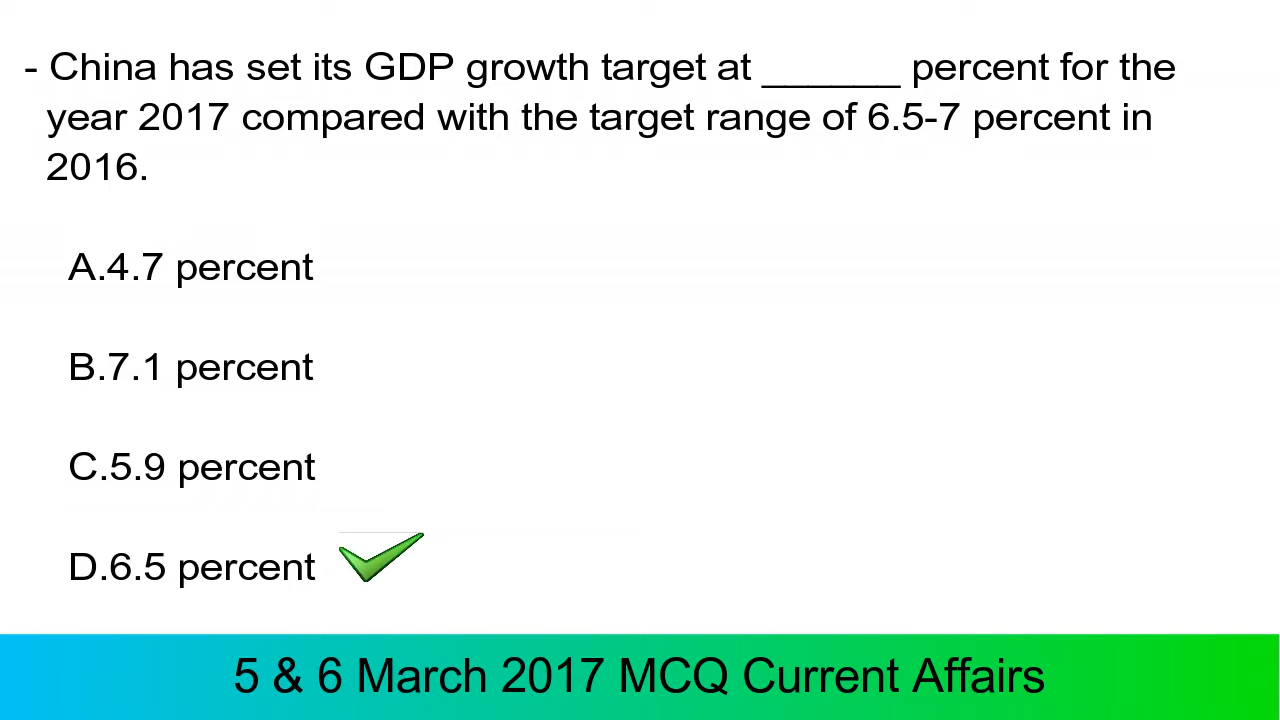 - China has set its GDP growth target at ______ percent for the
year 2017 compared with the target range of 6.5-7 percent in
2016.
A.4.7 percent
B.7.1 percent
C.5.9 percent
D.6.5 percent
5 & 6 March 2017 MCQ Current Affairs